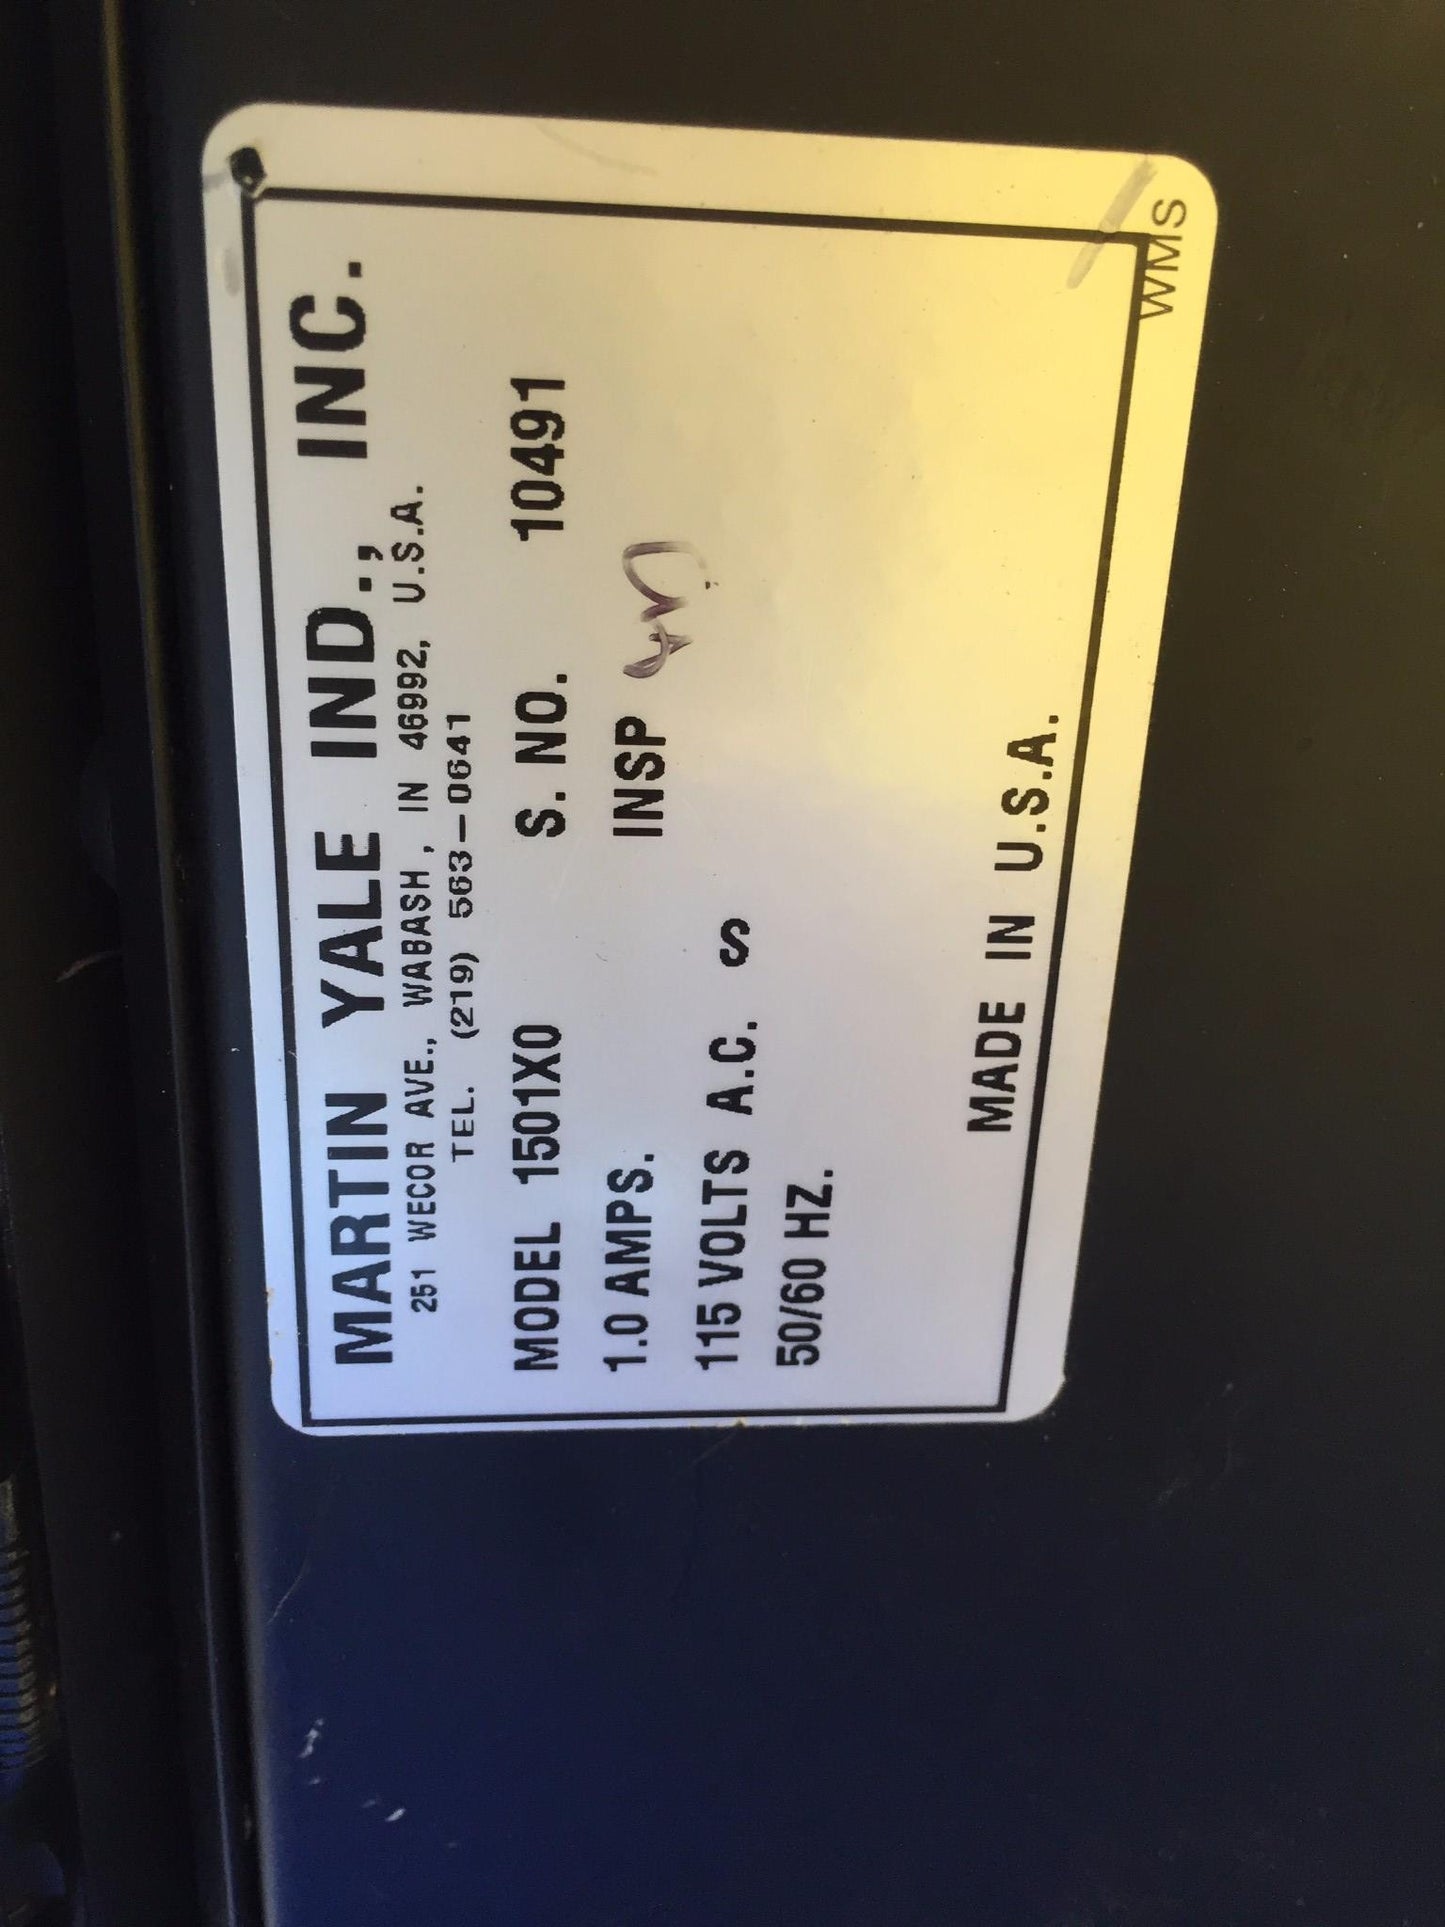 MARTIN YALE IND., INC.
251 WECOR AVE., WABASH, IN 46992, U.S.A.
TEL. (219) 563-0641
MODEL 1501X0 S. NO. 10491
1.0 AMPS. INSP
115 VOLTS A.C. S
50/60 HZ.
MADE IN U.S.A.
WMS